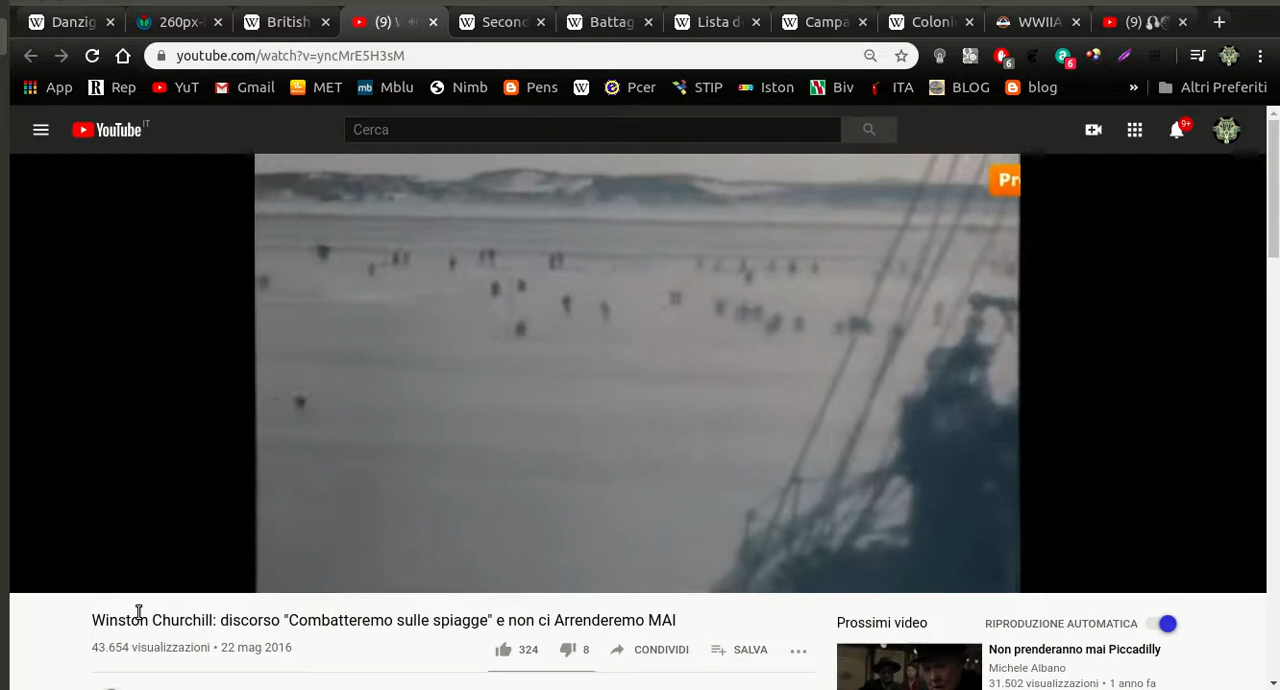 Danzig
260px-
British
(9)
Second
Battag
Lista d
Campa
Coloni
WWIIA
(9)
youtube.com/watch?v=yncMrE5H3sM
6
6
App
Rep
YuT
Gmail
MET
Mblu
Nimb
Pens
Pcer
STIP
Iston
Biv
ITA
BLOG
blog
»
Altri Preferiti
YouTube IT
Cerca
9+
Pr
Winston Churchill: discorso "Combatteremo sulle spiagge" e non ci Arrenderemo MAI
43.654 visualizzazioni • 22 mag 2016
324
8
CONDIVIDI
SALVA
Prossimi video
RIPRODUZIONE AUTOMATICA
Non prenderanno mai Piccadilly
Michele Albano
31.502 visualizzazioni • 1 anno fa